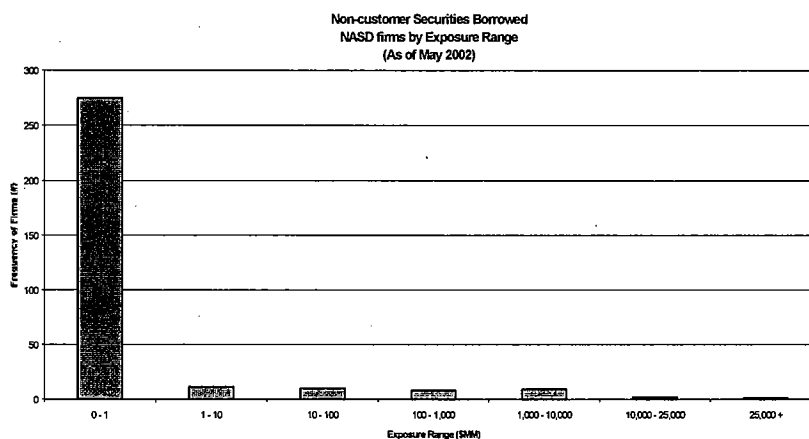 Non-customer Securities Borrowed
NASD firms by Exposure Range
(As of May 2002)
300
250
200
150
100
50
0
Frequency of Firms (#)
0 - 1
1 - 10
10 - 100
100 - 1,000
1,000 - 10,000
10,000 - 25,000
25,000 +
Exposure Range ($MM)